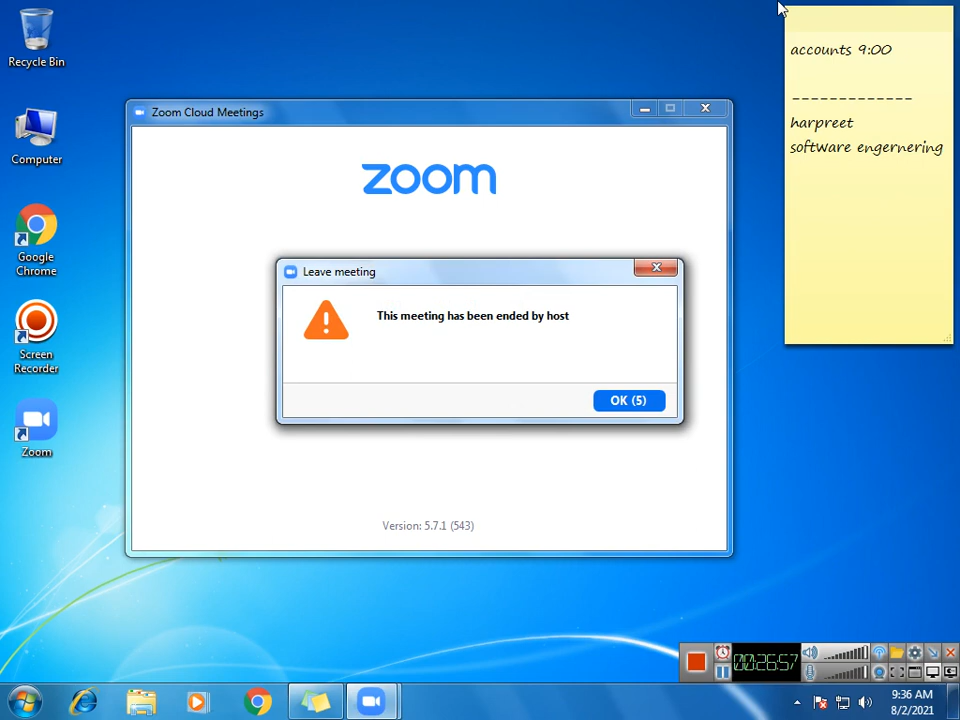 Recycle Bin
Computer
Google
Chrome
Screen
Recorder
Zoom
Zoom Cloud Meetings
zoom
Leave meeting
This meeting has been ended by host
OK (5)
Version: 5.7.1 (543)
accounts 9:00
-------------
harpreet
software engernering
00:26:57
9:36 AM
8/2/2021